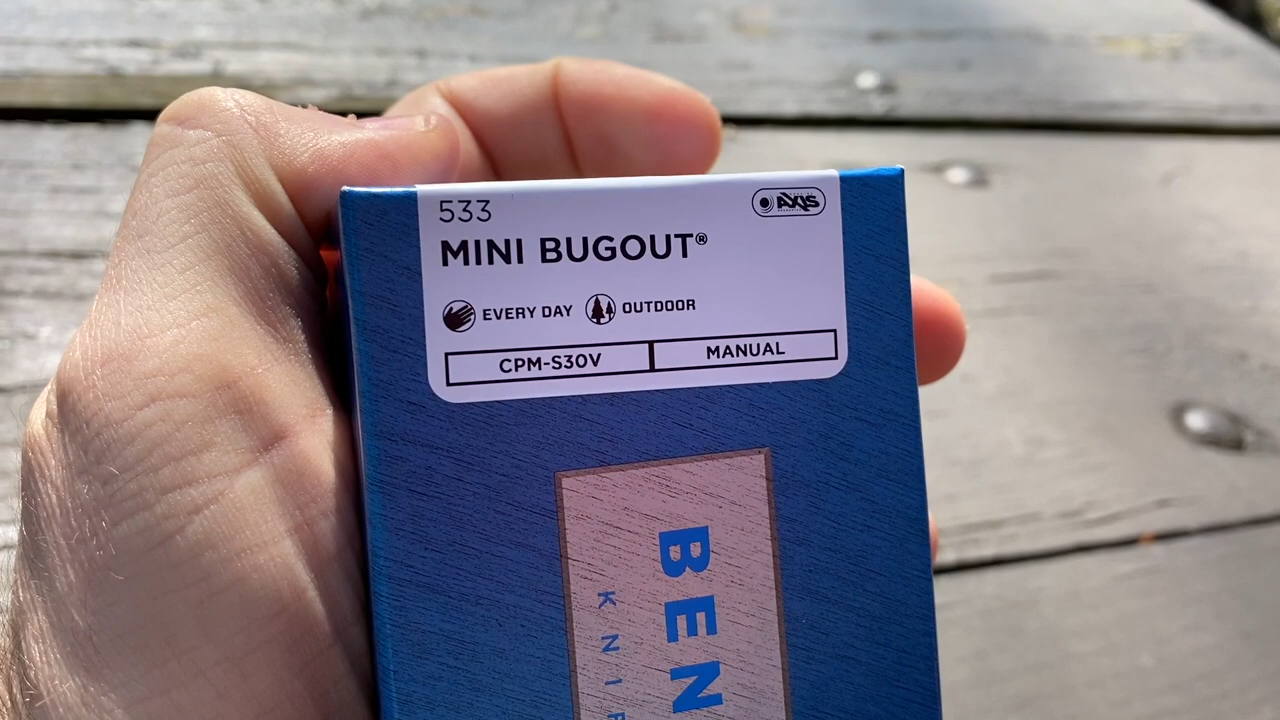 533
AXIS
MINI BUGOUT®
EVERY DAY OUTDOOR
CPM-S30V MANUAL
BEN
KNI